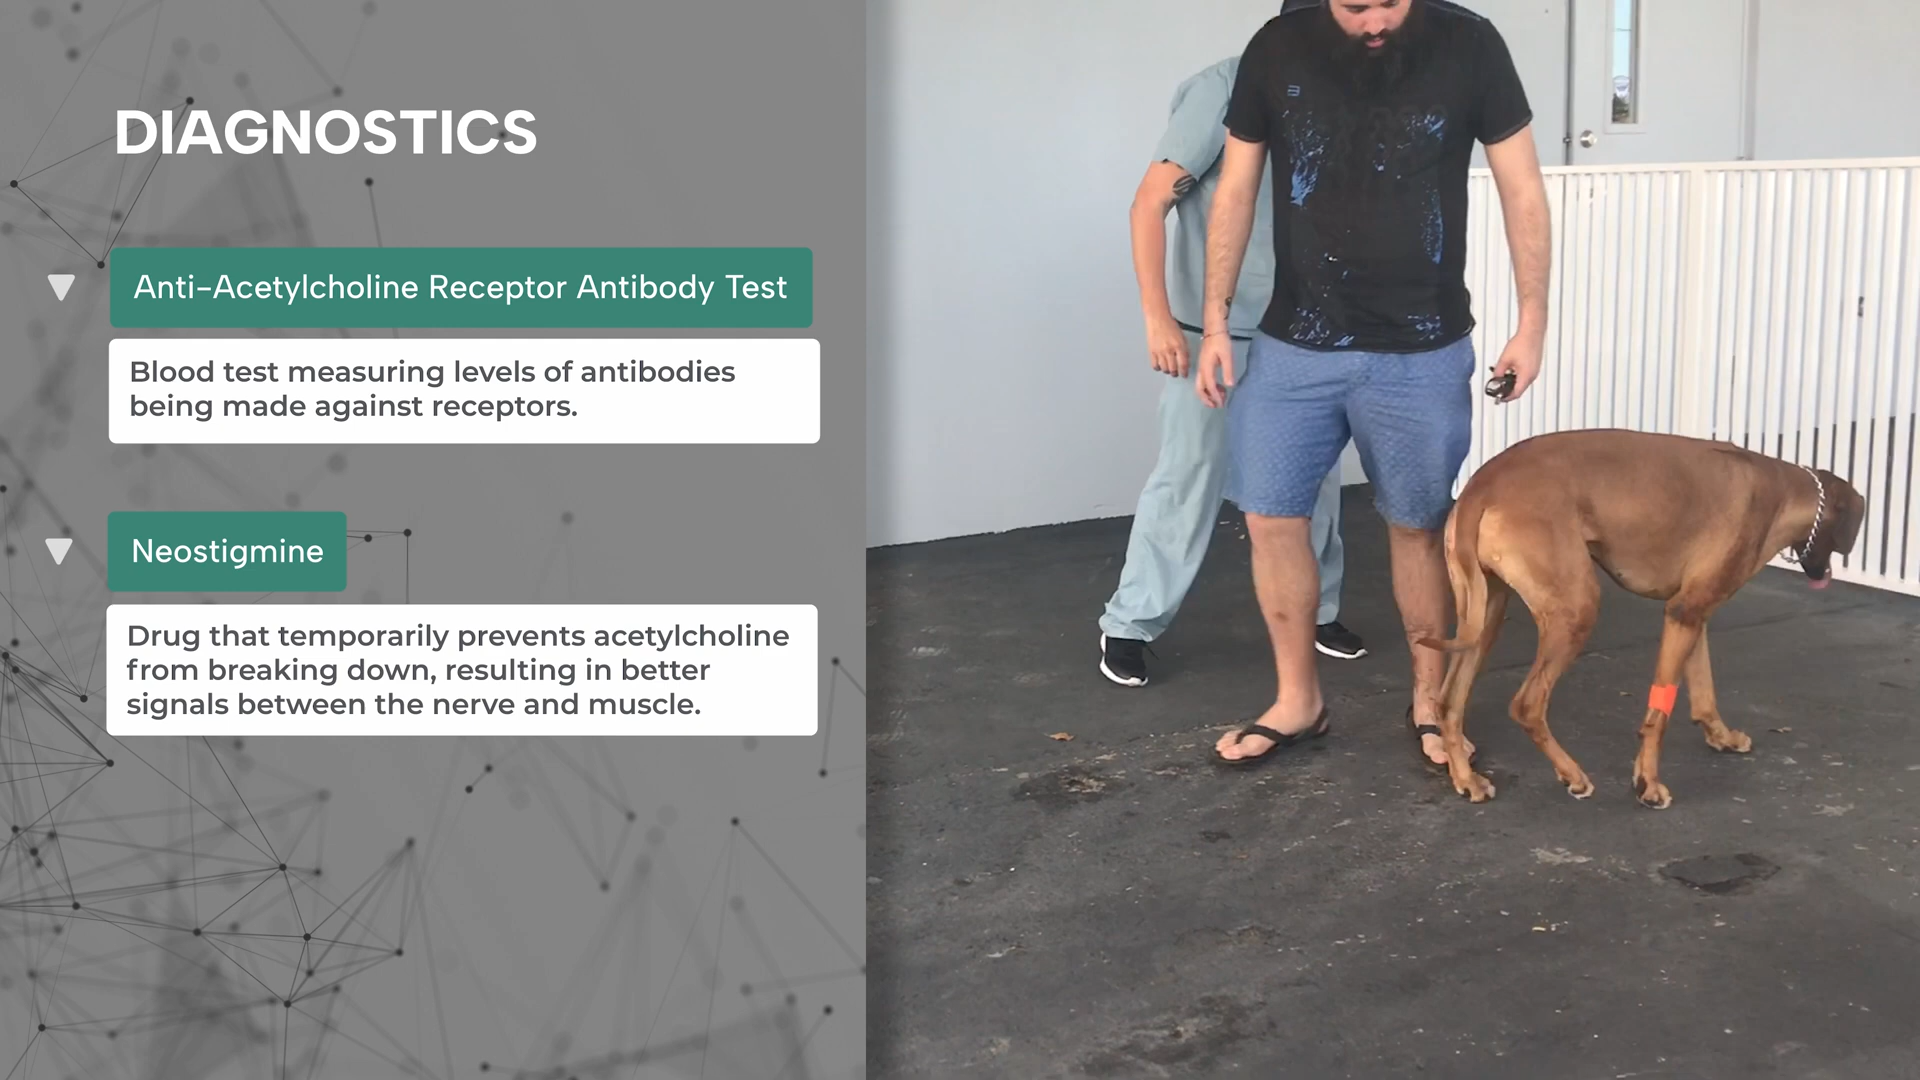 DIAGNOSTICS
Anti-Acetylcholine Receptor Antibody Test
Blood test measuring levels of antibodies
being made against receptors.
Neostigmine
Drug that temporarily prevents acetylcholine
from breaking down, resulting in better
signals between the nerve and muscle.